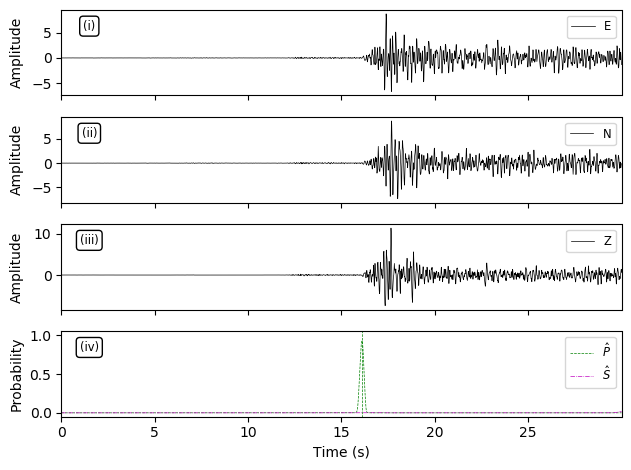 (i)
E
Amplitude
5
0
−5
(ii)
N
Amplitude
5
0
−5
(iii)
Z
Amplitude
10
0
(iv)
P̂
Ŝ
Probability
1.0
0.5
0.0
0 5 10 15 20 25
Time (s)